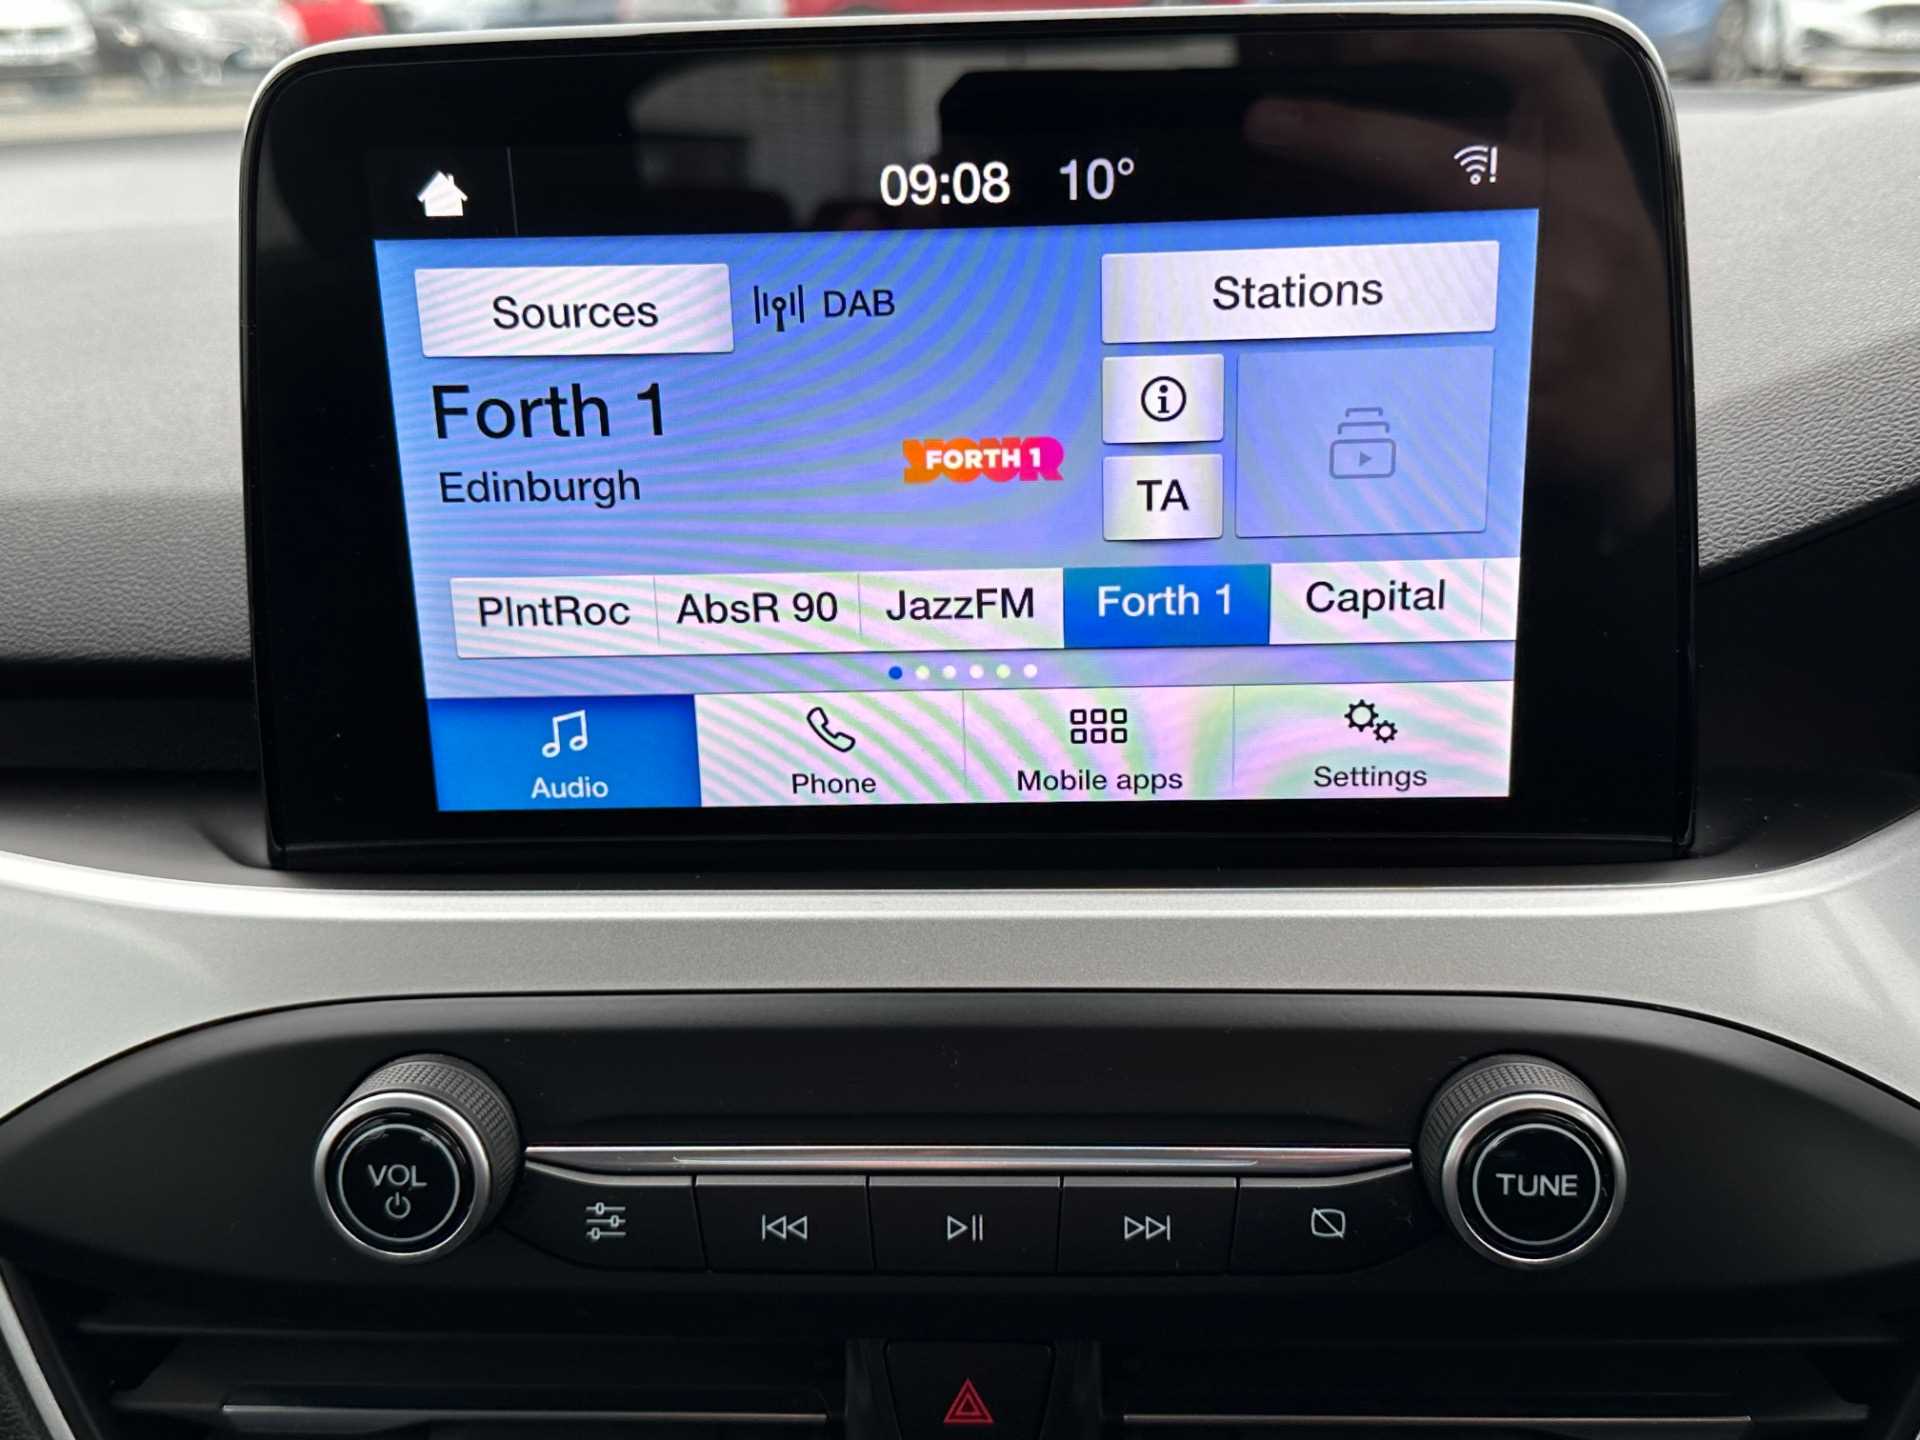 09:08 10°
Sources DAB Stations
Forth 1
Edinburgh
FORTH 1
TA
PlntRoc AbsR 90 JazzFM Forth 1 Capital
Audio Phone Mobile apps Settings
VOL
TUNE